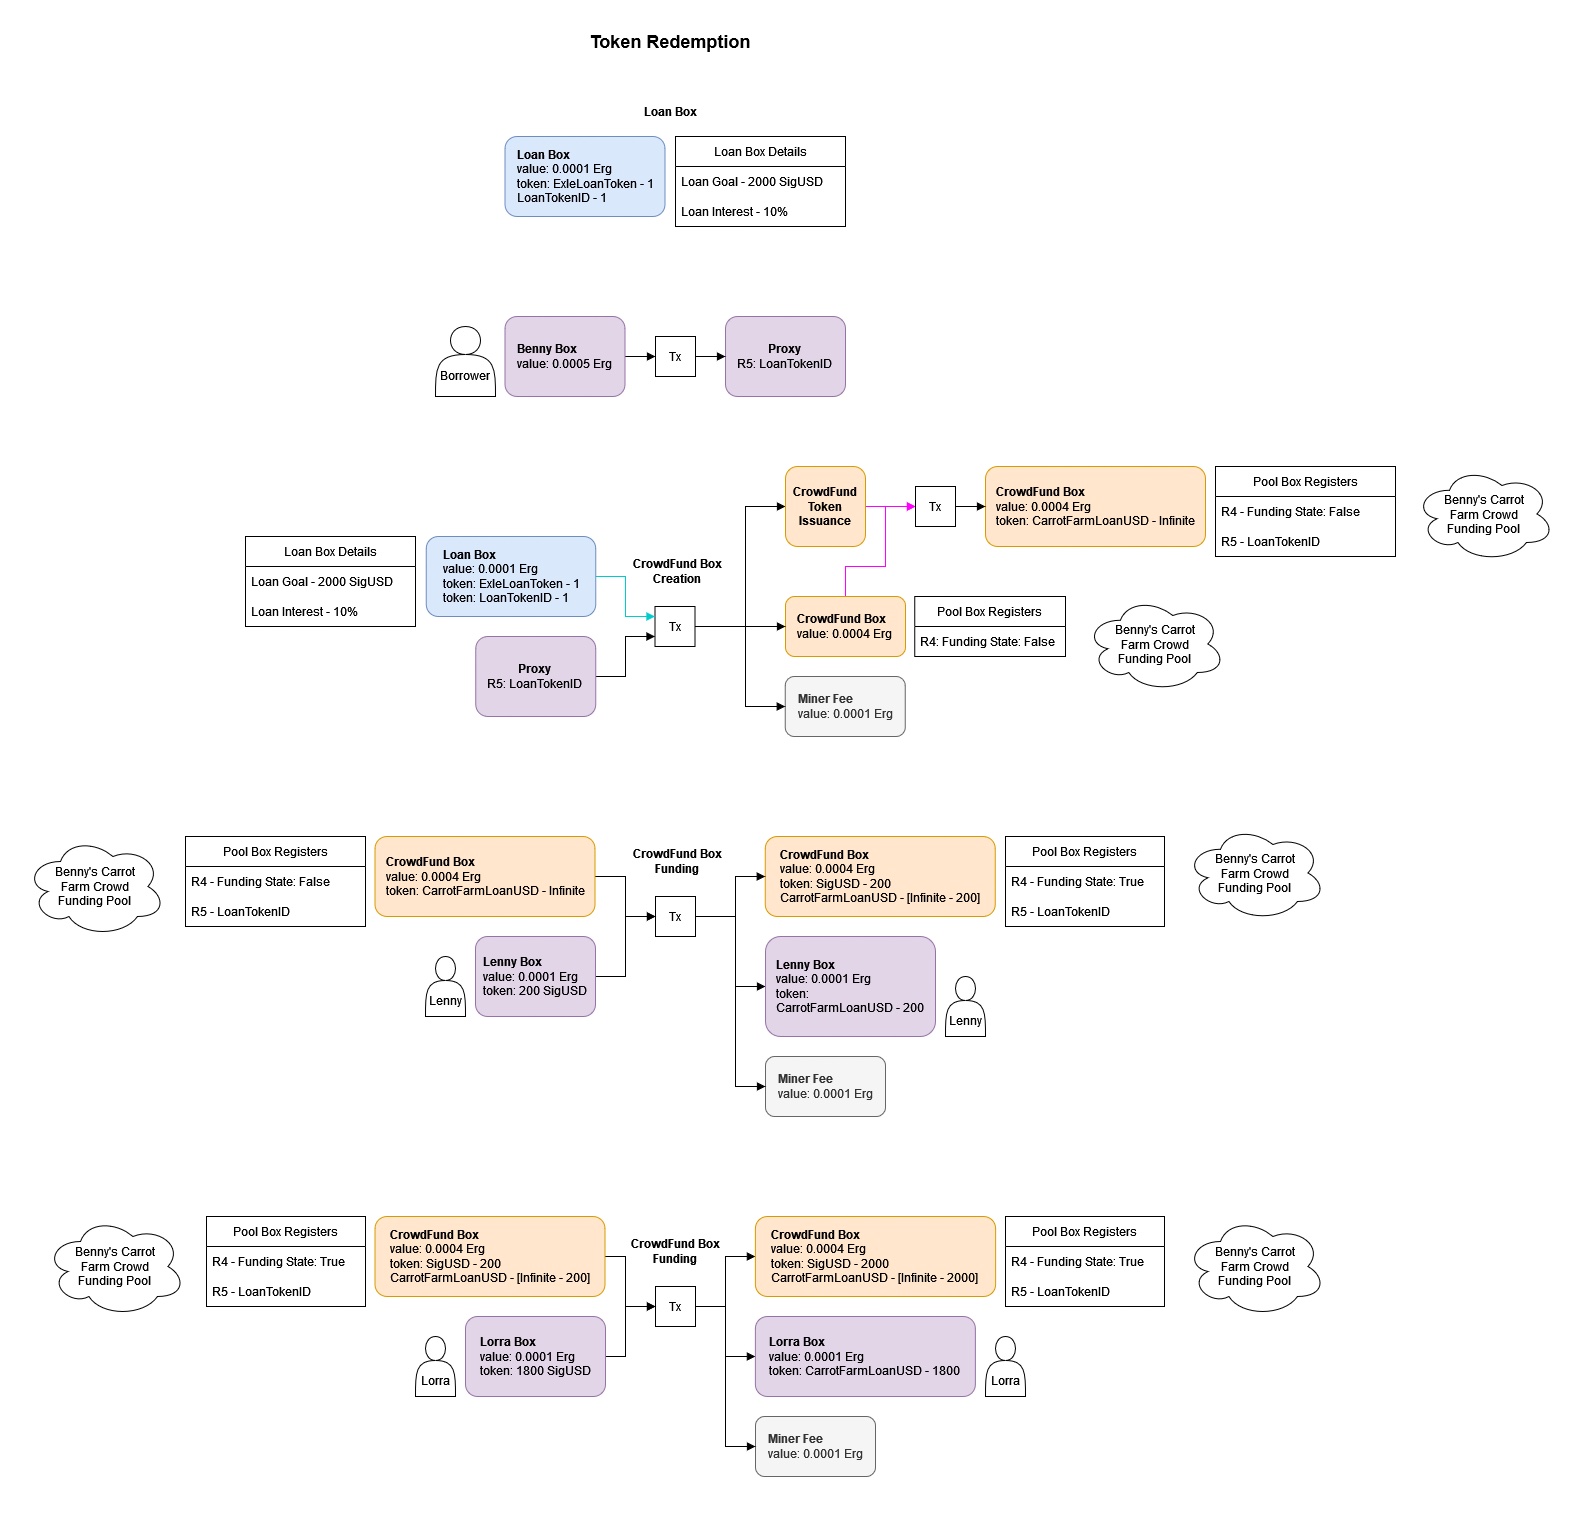 Token Redemption
Loan Box
Loan Box
value: 0.0001 Erg
token: ExleLoanToken - 1
LoanTokenID - 1
Loan Box Details
Loan Goal - 2000 SigUSD
Loan Interest - 10%
Borrower
Benny Box
value: 0.0005 Erg
Tx
Proxy
R5: LoanTokenID
Loan Box Details
Loan Goal - 2000 SigUSD
Loan Interest - 10%
Loan Box
value: 0.0001 Erg
token: ExleLoanToken - 1
token: LoanTokenID - 1
Proxy
R5: LoanTokenID
CrowdFund Box
Creation
Tx
CrowdFund
Token
Issuance
Tx
CrowdFund Box
value: 0.0004 Erg
token: CarrotFarmLoanUSD - Infinite
Pool Box Registers
R4 - Funding State: False
R5 - LoanTokenID
Benny's Carrot
Farm Crowd
Funding Pool
CrowdFund Box
value: 0.0004 Erg
Pool Box Registers
R4: Funding State: False
Benny's Carrot
Farm Crowd
Funding Pool
Miner Fee
value: 0.0001 Erg
Benny's Carrot
Farm Crowd
Funding Pool
Pool Box Registers
R4 - Funding State: False
R5 - LoanTokenID
CrowdFund Box
value: 0.0004 Erg
token: CarrotFarmLoanUSD - Infinite
Lenny
Lenny Box
value: 0.0001 Erg
token: 200 SigUSD
CrowdFund Box
Funding
Tx
CrowdFund Box
value: 0.0004 Erg
token: SigUSD - 200
CarrotFarmLoanUSD - [Infinite - 200]
Pool Box Registers
R4 - Funding State: True
R5 - LoanTokenID
Benny's Carrot
Farm Crowd
Funding Pool
Lenny Box
value: 0.0001 Erg
token:
CarrotFarmLoanUSD - 200
Lenny
Miner Fee
value: 0.0001 Erg
Benny's Carrot
Farm Crowd
Funding Pool
Pool Box Registers
R4 - Funding State: True
R5 - LoanTokenID
CrowdFund Box
value: 0.0004 Erg
token: SigUSD - 200
CarrotFarmLoanUSD - [Infinite - 200]
Lorra
Lorra Box
value: 0.0001 Erg
token: 1800 SigUSD
CrowdFund Box
Funding
Tx
CrowdFund Box
value: 0.0004 Erg
token: SigUSD - 2000
CarrotFarmLoanUSD - [Infinite - 2000]
Pool Box Registers
R4 - Funding State: True
R5 - LoanTokenID
Benny's Carrot
Farm Crowd
Funding Pool
Lorra Box
value: 0.0001 Erg
token: CarrotFarmLoanUSD - 1800
Lorra
Miner Fee
value: 0.0001 Erg